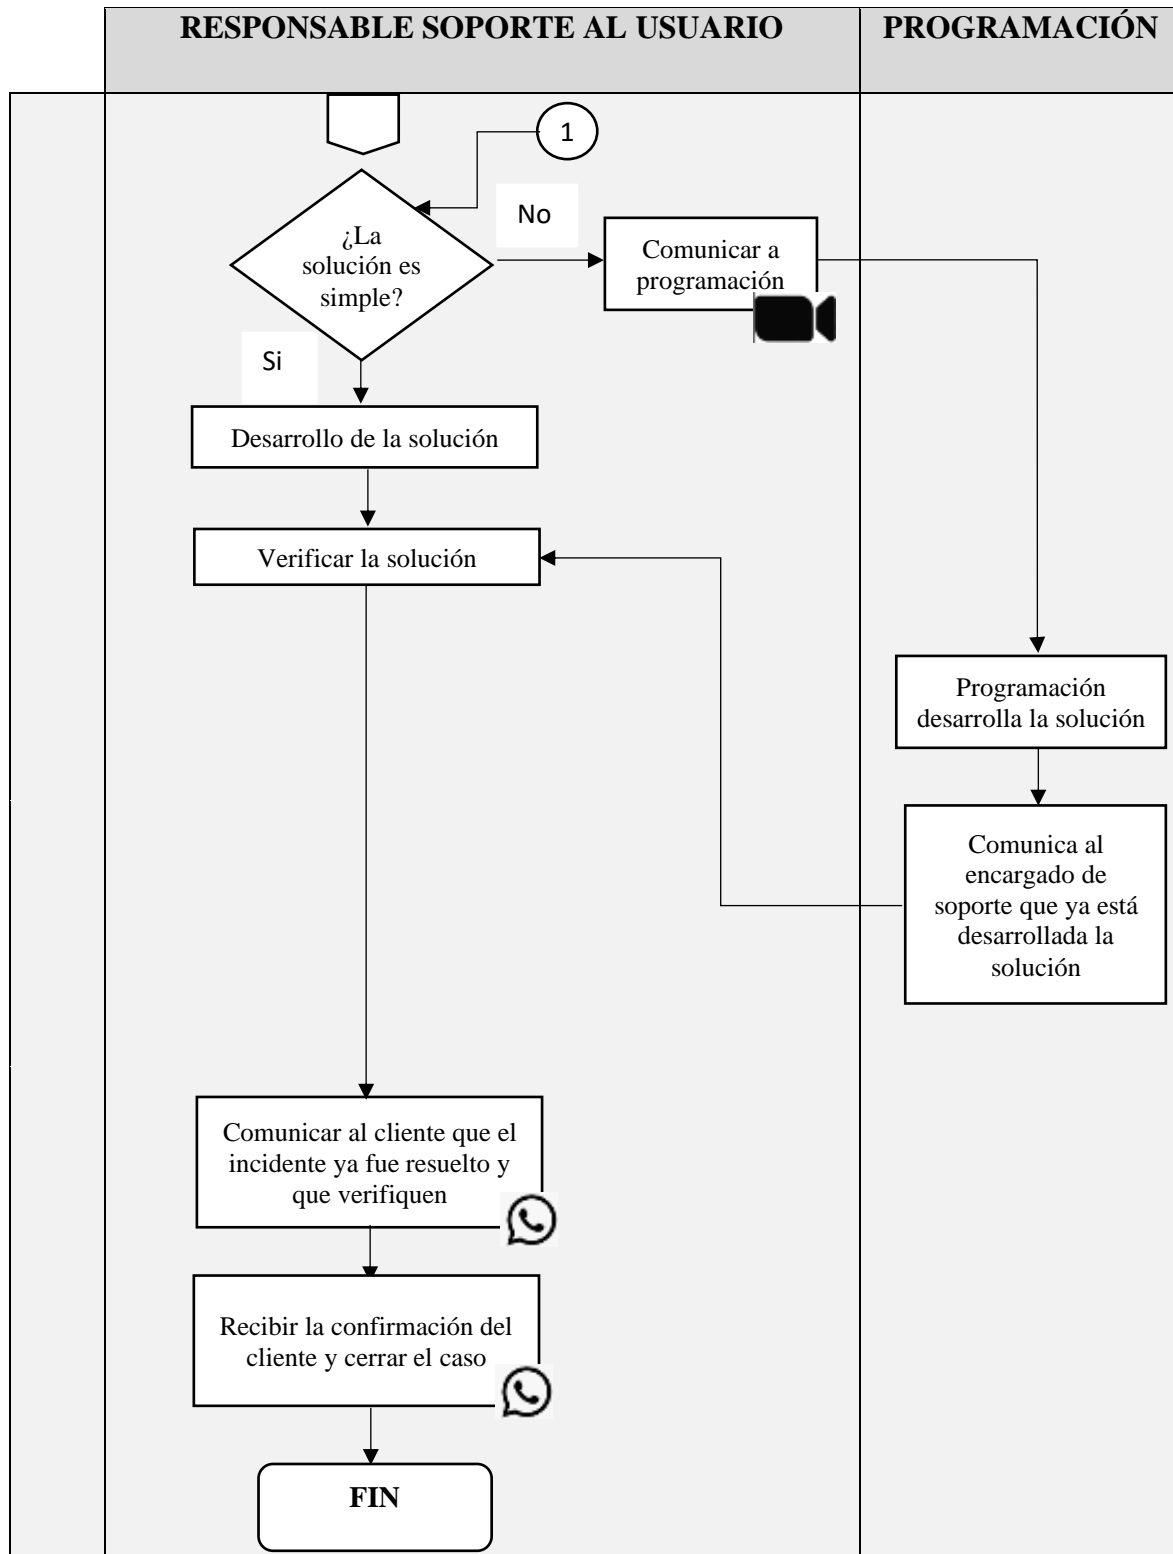 RESPONSABLE SOPORTE AL USUARIO
PROGRAMACIÓN
1
¿La
solución es
simple?
No
Comunicar a
programación
Si
Desarrollo de la solución
Verificar la solución
Programación
desarrolla la solución
Comunica al
encargado de
soporte que ya está
desarrollada la
solución
Comunicar al cliente que el
incidente ya fue resuelto y
que verifiquen
Recibir la confirmación del
cliente y cerrar el caso
FIN